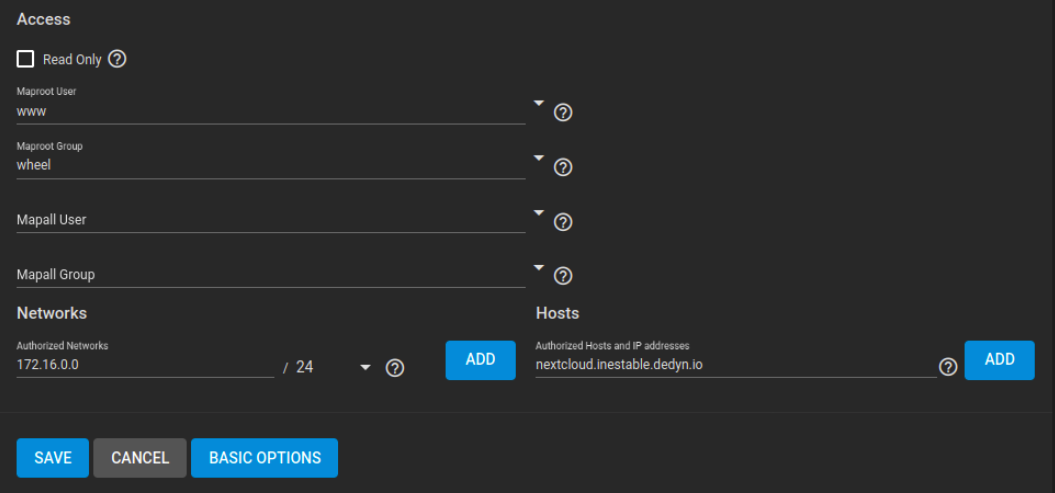 Access
Read Only
Maproot User
www
Maproot Group
wheel
Mapall User
Mapall Group
Networks
Authorized Networks
172.16.0.0 / 24
ADD
Hosts
Authorized Hosts and IP addresses
nextcloud.inestable.dedyn.io
ADD
SAVE CANCEL BASIC OPTIONS